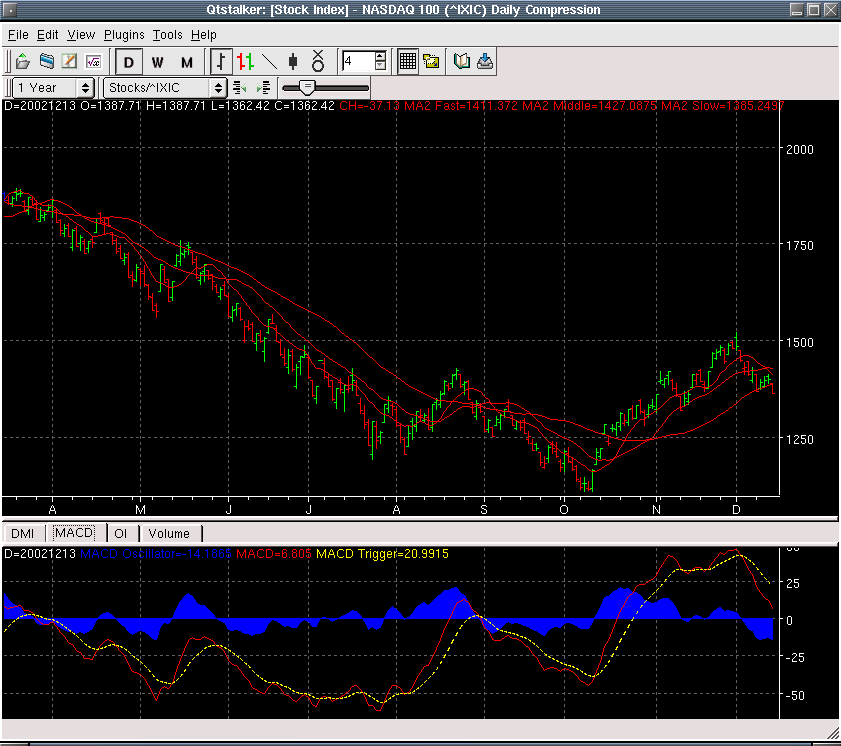 Qtstalker: [Stock Index] - NASDAQ 100 (^IXIC) Daily Compression
File Edit View Plugins Tools Help
D W M 4
1 Year Stocks/^IXIC
D=20021213 O=1387.71 H=1387.71 L=1362.42 C=1362.42 CH=-37.13 MA2 Fast=1411.372 MA2 Middle=1427.0875 MA2 Slow=1385.2497
2000
1750
1500
1250
A M J J A S O N D
DMI MACD OI Volume
D=20021213 MACD Oscillator=-14.1865 MACD=6.805 MACD Trigger=20.9915
50
25
0
-25
-50